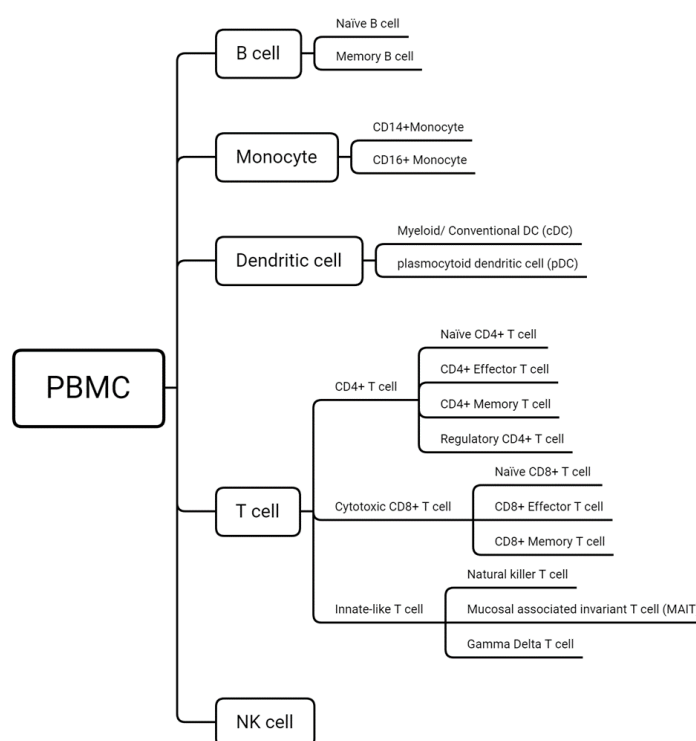 Naïve B cell
B cell
Memory B cell
CD14+Monocyte
Monocyte
CD16+ Monocyte
Myeloid/ Conventional DC (cDC)
Dendritic cell
plasmocytoid dendritic cell (pDC)
PBMC
Naïve CD4+ T cell
CD4+ Effector T cell
CD4+ T cell
CD4+ Memory T cell
Regulatory CD4+ T cell
T cell
Naïve CD8+ T cell
Cytotoxic CD8+ T cell
CD8+ Effector T cell
CD8+ Memory T cell
Natural killer T cell
Innate-like T cell
Mucosal associated invariant T cell (MAIT
Gamma Delta T cell
NK cell